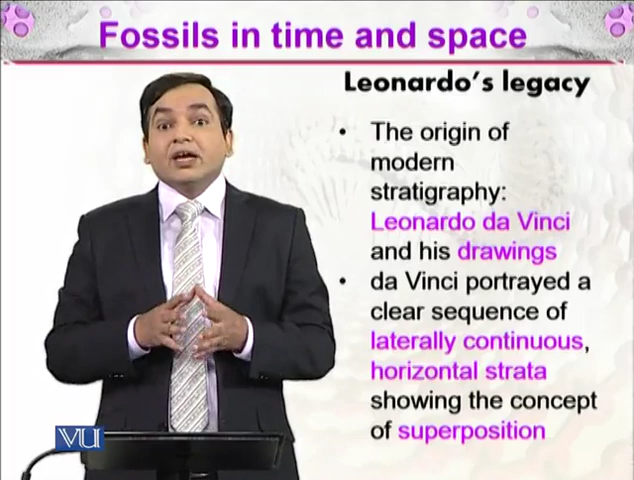 Fossils in time and space
Leonardo's legacy
• The origin of
modern
stratigraphy:
Leonardo da Vinci
and his drawings
• da Vinci portrayed a
clear sequence of
laterally continuous,
horizontal strata
showing the concept
of superposition
VU